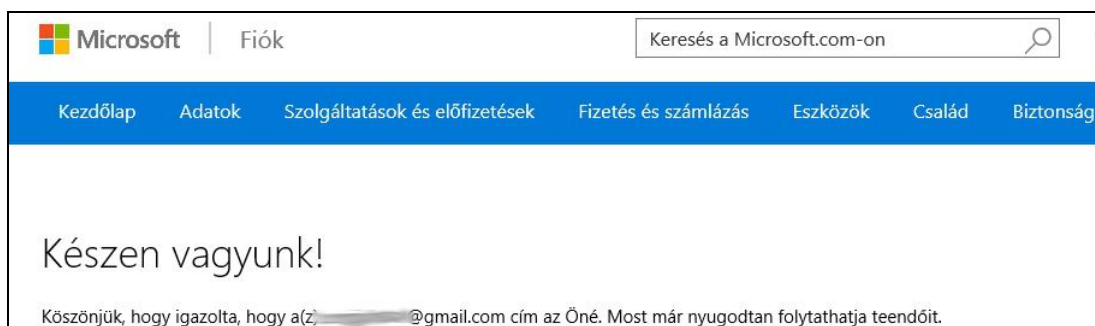 Microsoft Fiók Keresés a Microsoft.com-on
Kezdőlap Adatok Szolgáltatások és előfizetések Fizetés és számlázás Eszközök Család Biztonság
Készen vagyunk!
Köszönjük, hogy igazolta, hogy a(z) @gmail.com cím az Öné. Most már nyugodtan folytathatja teendőit.